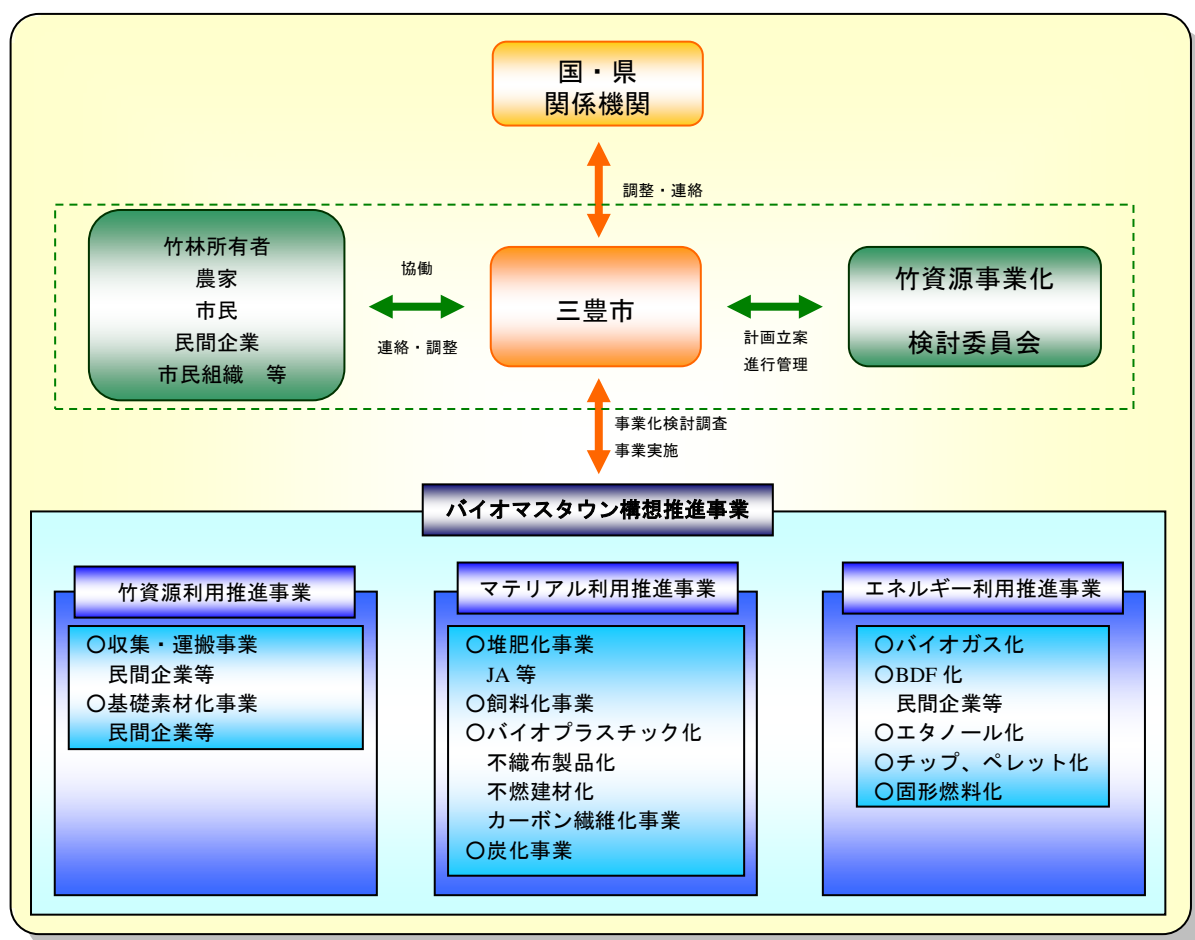 国・県
関係機関
調整・連絡
竹林所有者
農家
市民
民間企業
市民組織　等
協働
連絡・調整
三豊市
計画立案
進行管理
竹資源事業化
検討委員会
事業化検討調査
事業実施
バイオマスタウン構想推進事業
竹資源利用推進事業
〇収集・運搬事業
民間企業等
〇基礎素材化事業
民間企業等
マテリアル利用推進事業
〇堆肥化事業
JA 等
〇飼料化事業
〇バイオプラスチック化
不織布製品化
不燃建材化
カーボン繊維化事業
〇炭化事業
エネルギー利用推進事業
〇バイオガス化
〇BDF 化
民間企業等
〇エタノール化
〇チップ、ペレット化
〇固形燃料化